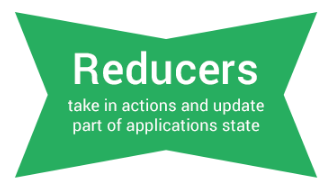 Reducers
take in actions and update
part of applications state